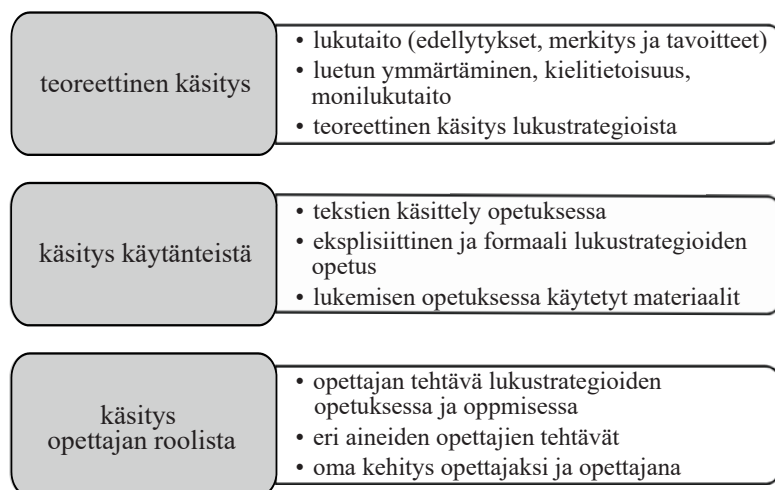 teoreettinen käsitys
• lukutaito (edellytykset, merkitys ja tavoitteet)
• luetun ymmärtäminen, kielitietoisuus,
monilukutaito
• teoreettinen käsitys lukustrategioista
käsitys käytänteistä
• tekstien käsittely opetuksessa
• eksplisiittinen ja formaali lukustrategioiden
opetus
• lukemisen opetuksessa käytetyt materiaalit
käsitys
opettajan roolista
• opettajan tehtävä lukustrategioiden
opetuksessa ja oppmisessa
• eri aineiden opettajien tehtävät
• oma kehitys opettajaksi ja opettajana